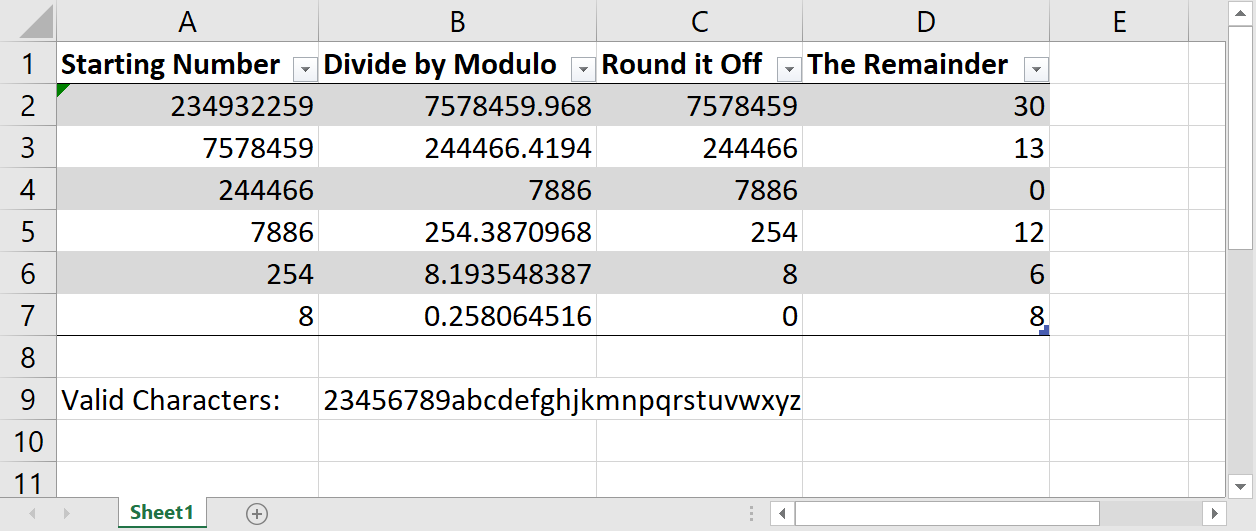 A B C D E
1 Starting Number Divide by Modulo Round it Off The Remainder
2 234932259 7578459.968 7578459 30
3 7578459 244466.4194 244466 13
4 244466 7886 7886 0
5 7886 254.3870968 254 12
6 254 8.193548387 8 6
7 8 0.258064516 0 8
8
9 Valid Characters: 23456789abcdefghjkmnpqrstuvwxyz
10
11
Sheet1